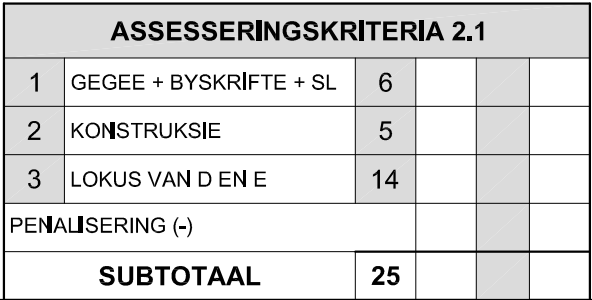 ASSESSERINGSKRITERIA 2.1
1 GEGEE + BYSKRIFTE + SL 6
2 KONSTRUKSIE 5
3 LOKUS VAN D EN E 14
PENALISERING (-)
SUBTOTAAL 25